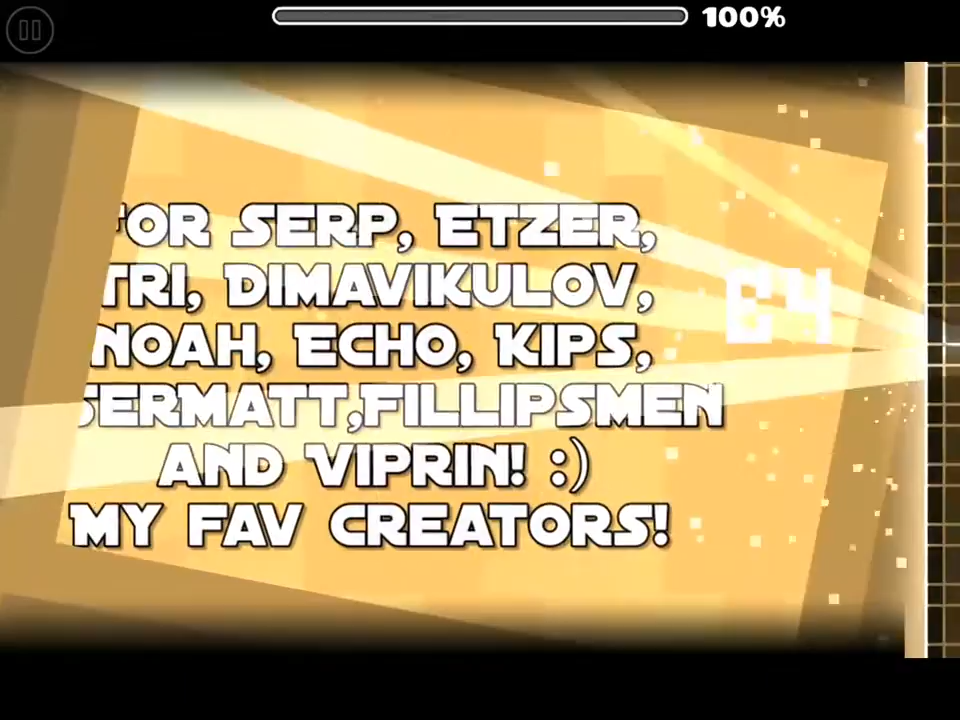 100%
FOR SERP, ETZER,
TRI, DIMAVIKULOV,
NOAH, ECHO, KIPS,
SERMATT,FILLIPSMEN
AND VIPRIN! :)
MY FAV CREATORS!